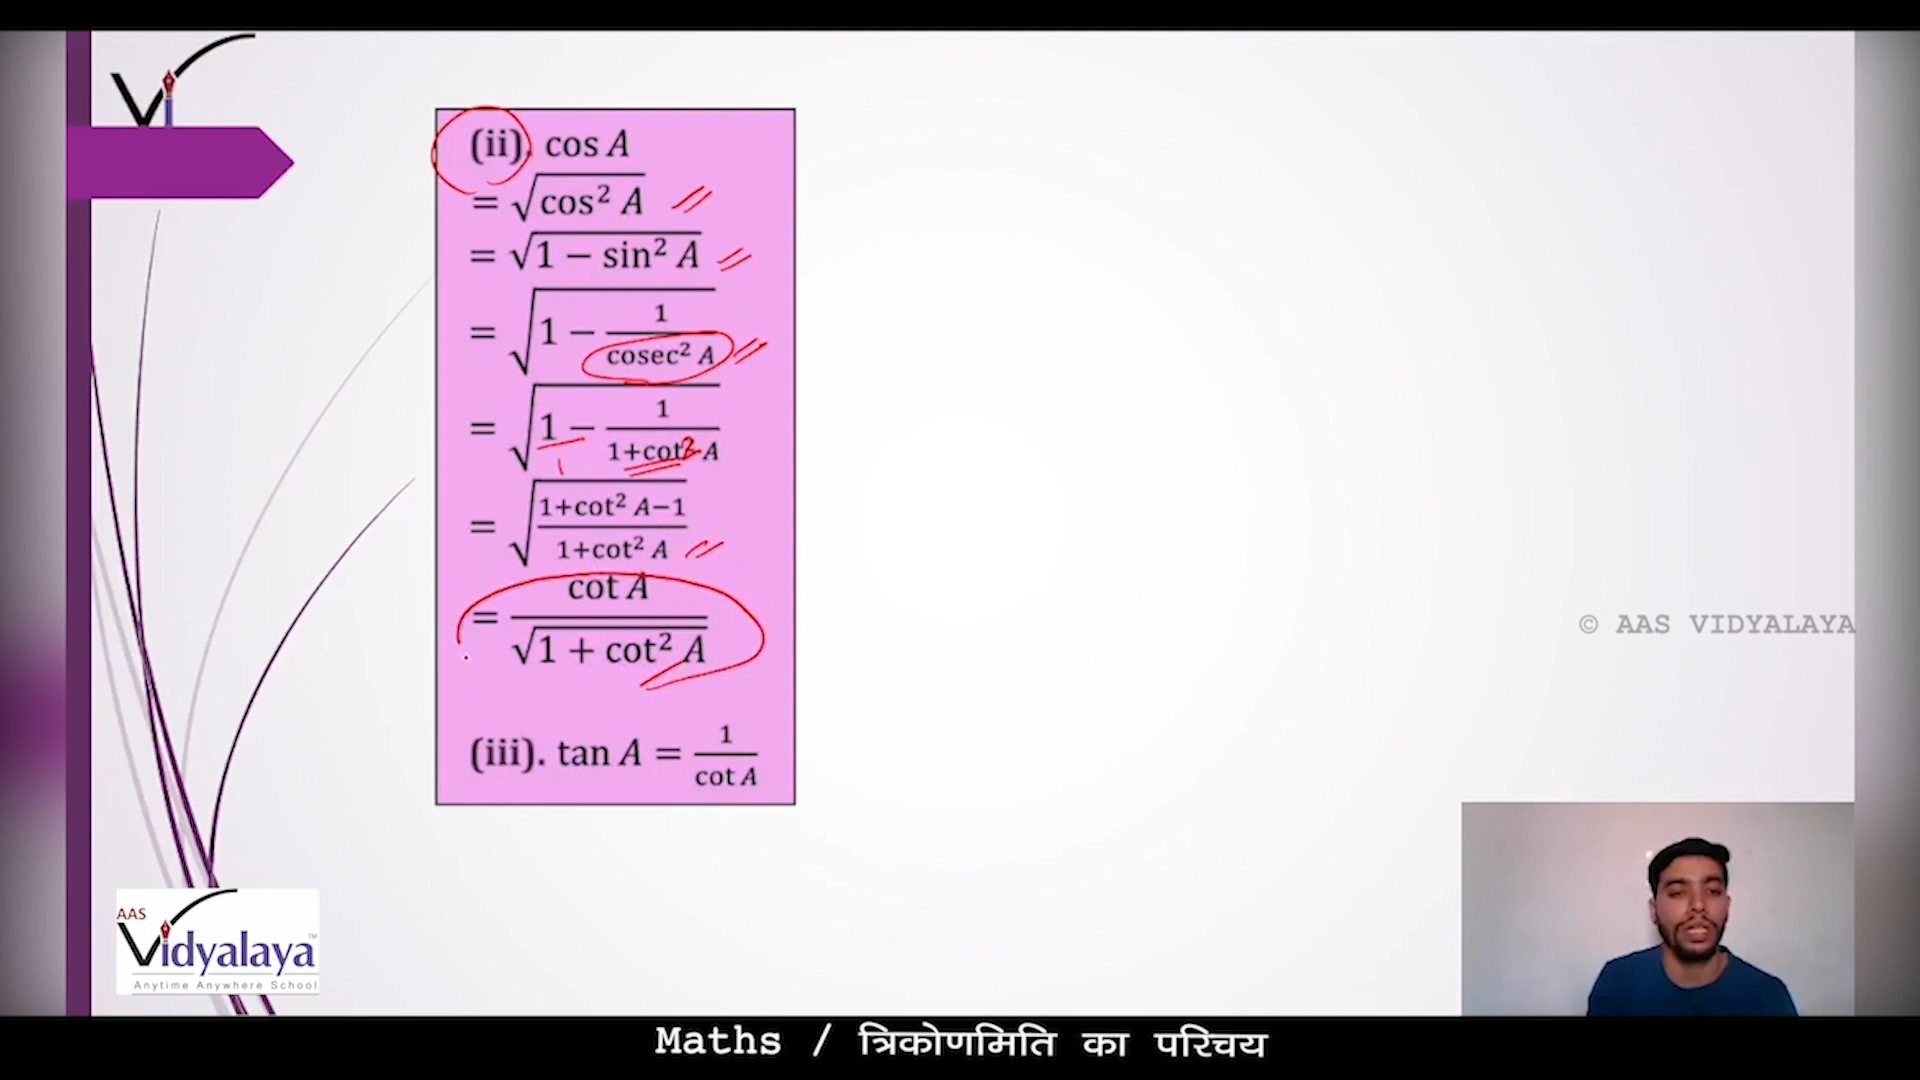 (ii). cos A
= √cos² A
= √1 − sin² A
= √1 − 1/cosec² A
= √1 − 1/1+cot² A
= √1+cot² A−1/1+cot² A
= cot A/√1 + cot² A
(iii). tan A = 1/cot A
© AAS VIDYALAYA
AAS
Vidyalaya™
Anytime Anywhere School
Maths / त्रिकोणमिति का परिचय